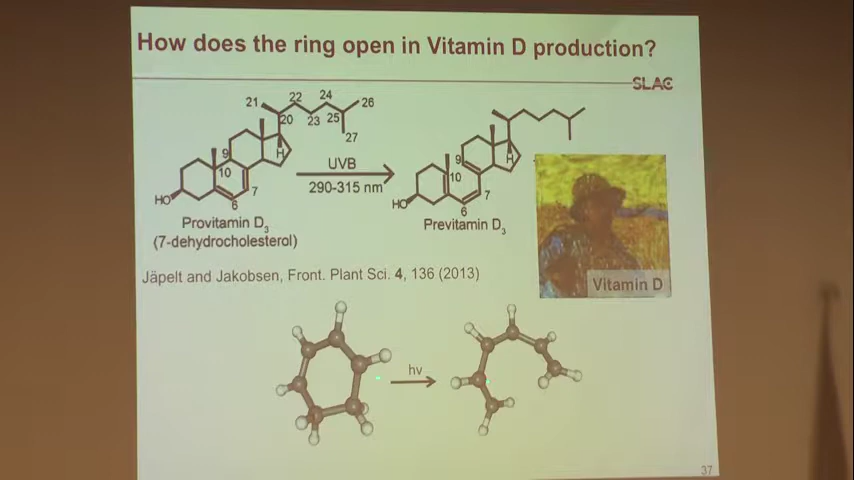 How does the ring open in Vitamin D production?
SLAC
21
22
24
26
20
23
25
27
H
9
10
7
6
HO
UVB
290-315 nm
H
9
10
7
6
HO
Provitamin D3
(7-dehydrocholesterol)
Previtamin D3
Jäpelt and Jakobsen, Front. Plant Sci. 4, 136 (2013)
Vitamin D
hv
37